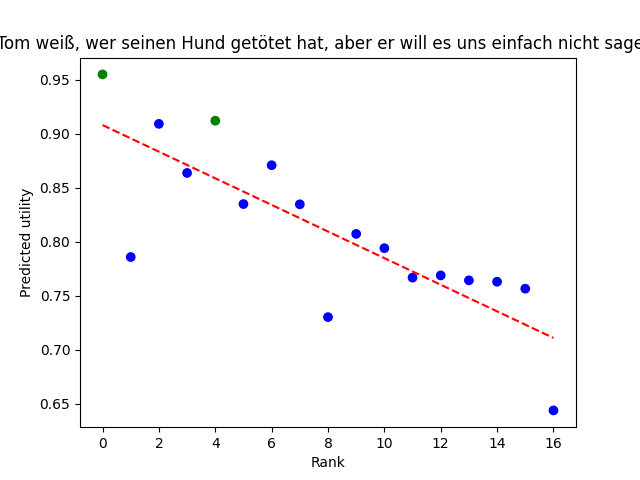 Tom weiß, wer seinen Hund getötet hat, aber er will es uns einfach nicht sage
0.95
0.90
0.85
0.80
0.75
0.70
0.65
Predicted utility
0 2 4 6 8 10 12 14 16
Rank